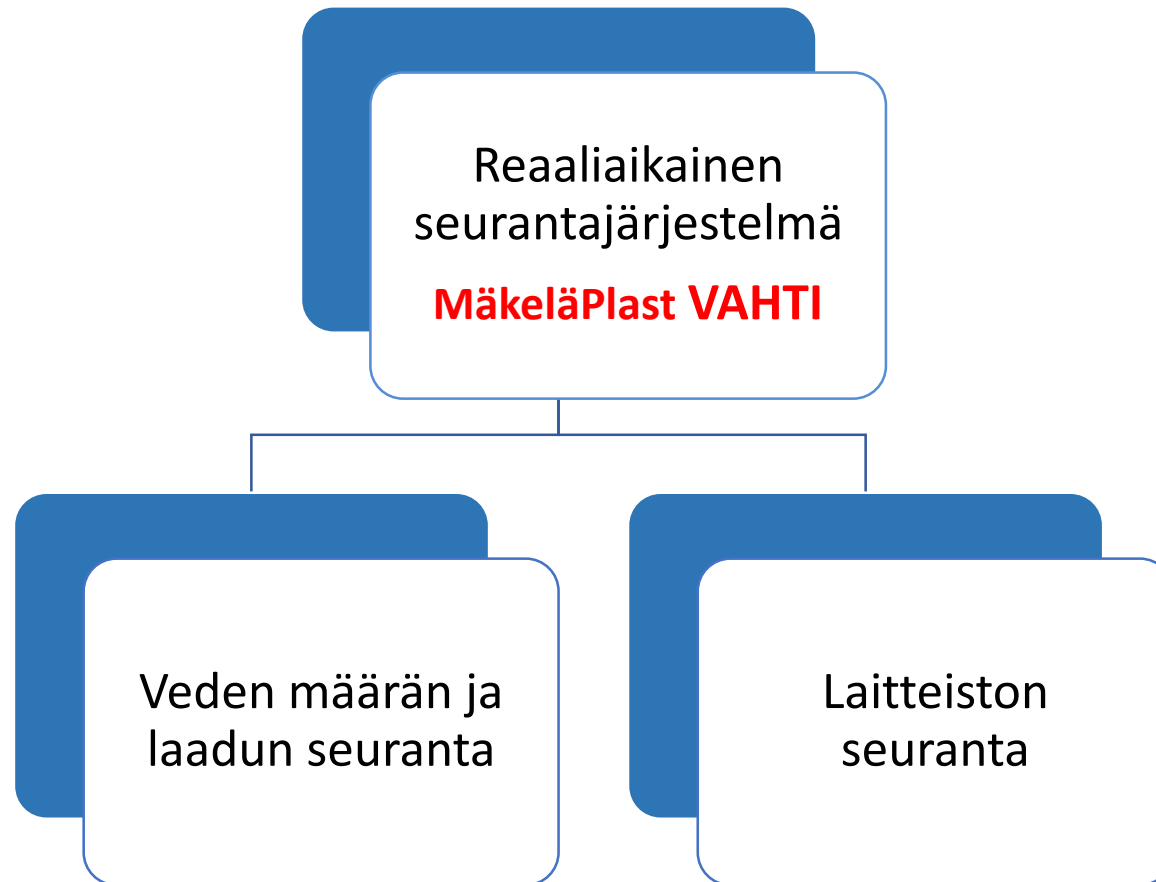 Reaaliaikainen
seurantajärjestelmä
MäkeläPlast VAHTI
Veden määrän ja
laadun seuranta
Laitteiston
seuranta